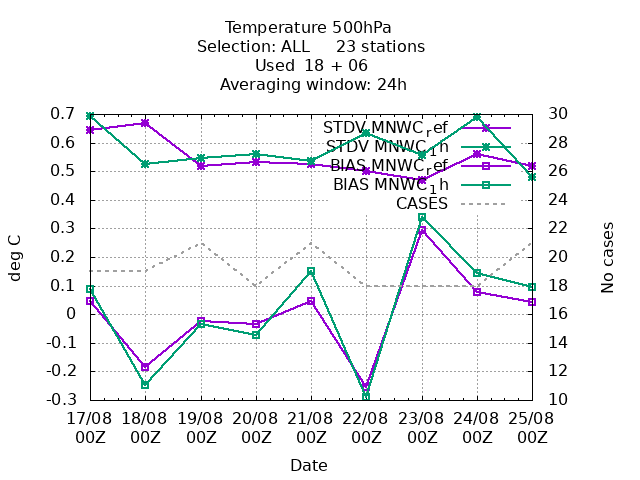 Temperature 500hPa
Selection: ALL     23 stations
Used  18 + 06
Averaging window: 24h
0.7
0.6
0.5
0.4
0.3
0.2
0.1
0
-0.1
-0.2
-0.3
deg C
30
28
26
24
22
20
18
16
14
12
10
No cases
STDV MNWC_ref
STDV MNWC_1h
BIAS MNWC_ref
BIAS MNWC_1h
CASES
17/08 18/08 19/08 20/08 21/08 22/08 23/08 24/08 25/08
00Z 00Z 00Z 00Z 00Z 00Z 00Z 00Z 00Z
Date